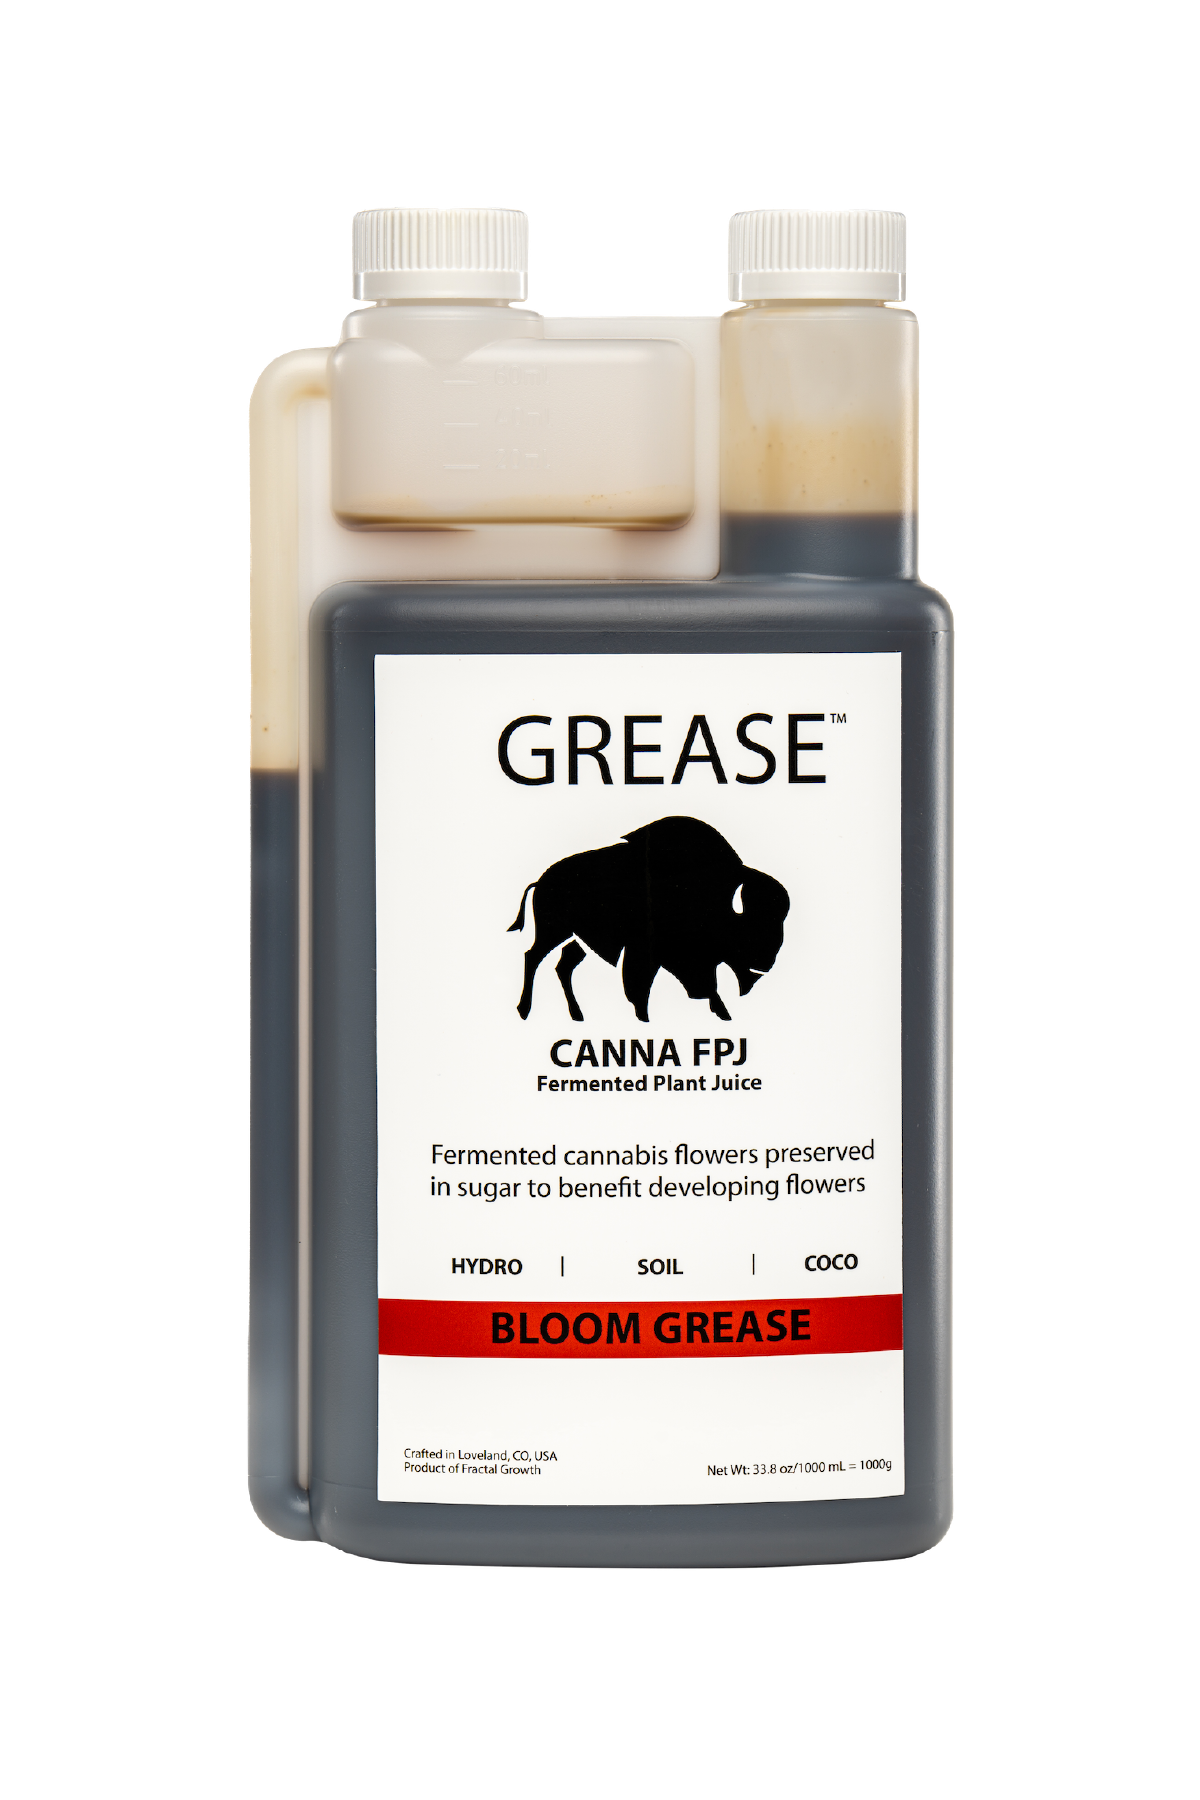 GREASE™
CANNA FPJ
Fermented Plant Juice
Fermented cannabis flowers preserved
in sugar to benefit developing flowers
HYDRO | SOIL | COCO
BLOOM GREASE
Crafted in Loveland, CO, USA
Product of Fractal Growth
Net Wt: 33.8 oz/1000 mL = 1000g